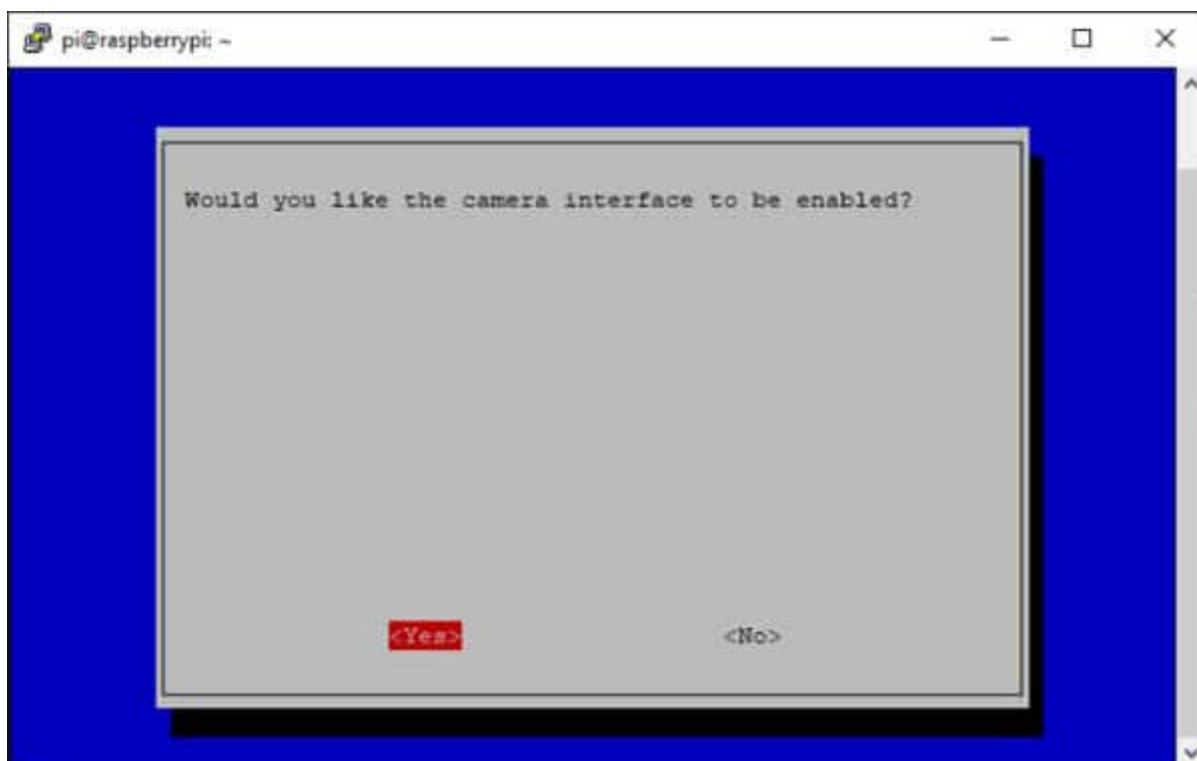 pi@raspberrypi: ~
Would you like the camera interface to be enabled?
<Yes>
<No>